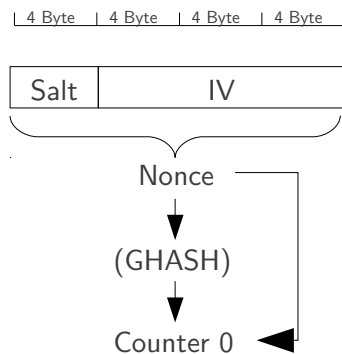 4 Byte 4 Byte 4 Byte 4 Byte
Salt IV
Nonce
(GHASH)
Counter 0